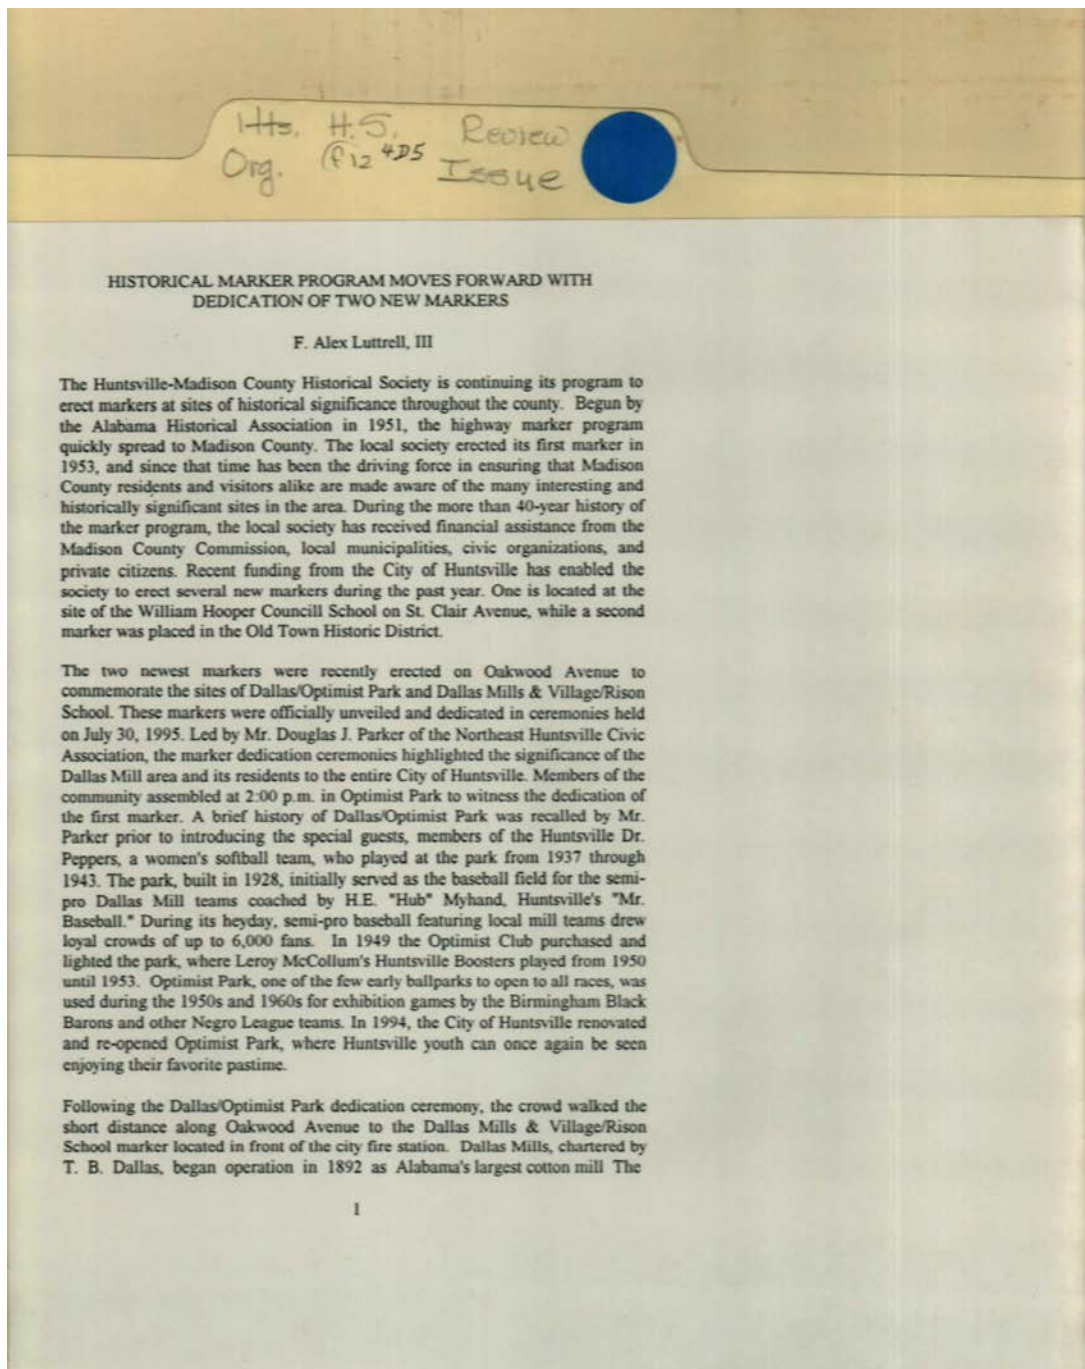 Hts. H.S. Review
Org. f12 4D5 Issue
HISTORICAL MARKER PROGRAM MOVES FORWARD WITH
DEDICATION OF TWO NEW MARKERS
F. Alex Luttrell, III
The Huntsville-Madison County Historical Society is continuing its program to
erect markers at sites of historical significance throughout the county. Begun by
the Alabama Historical Association in 1951, the highway marker program
quickly spread to Madison County. The local society erected its first marker in
1953, and since that time has been the driving force in ensuring that Madison
County residents and visitors alike are made aware of the many interesting and
historically significant sites in the area. During the more than 40-year history of
the marker program, the local society has received financial assistance from the
Madison County Commission, local municipalities, civic organizations, and
private citizens. Recent funding from the City of Huntsville has enabled the
society to erect several new markers during the past year. One is located at the
site of the William Hooper Councill School on St. Clair Avenue, while a second
marker was placed in the Old Town Historic District.
The two newest markers were recently erected on Oakwood Avenue to
commemorate the sites of Dallas/Optimist Park and Dallas Mills & Village/Rison
School. These markers were officially unveiled and dedicated in ceremonies held
on July 30, 1995. Led by Mr. Douglas J. Parker of the Northeast Huntsville Civic
Association, the marker dedication ceremonies highlighted the significance of the
Dallas Mill area and its residents to the entire City of Huntsville. Members of the
community assembled at 2:00 p.m. in Optimist Park to witness the dedication of
the first marker. A brief history of Dallas/Optimist Park was recalled by Mr.
Parker prior to introducing the special guests, members of the Huntsville Dr.
Peppers, a women's softball team, who played at the park from 1937 through
1943. The park, built in 1928, initially served as the baseball field for the semi-
pro Dallas Mill teams coached by H.E. "Hub" Myhand, Huntsville's "Mr.
Baseball." During its heyday, semi-pro baseball featuring local mill teams drew
loyal crowds of up to 6,000 fans. In 1949 the Optimist Club purchased and
lighted the park, where Leroy McCollum's Huntsville Boosters played from 1950
until 1953. Optimist Park, one of the few early ballparks to open to all races, was
used during the 1950s and 1960s for exhibition games by the Birmingham Black
Barons and other Negro League teams. In 1994, the City of Huntsville renovated
and re-opened Optimist Park, where Huntsville youth can once again be seen
enjoying their favorite pastime.
Following the Dallas/Optimist Park dedication ceremony, the crowd walked the
short distance along Oakwood Avenue to the Dallas Mills & Village/Rison
School marker located in front of the city fire station. Dallas Mills, chartered by
T. B. Dallas, began operation in 1892 as Alabama's largest cotton mill The
1